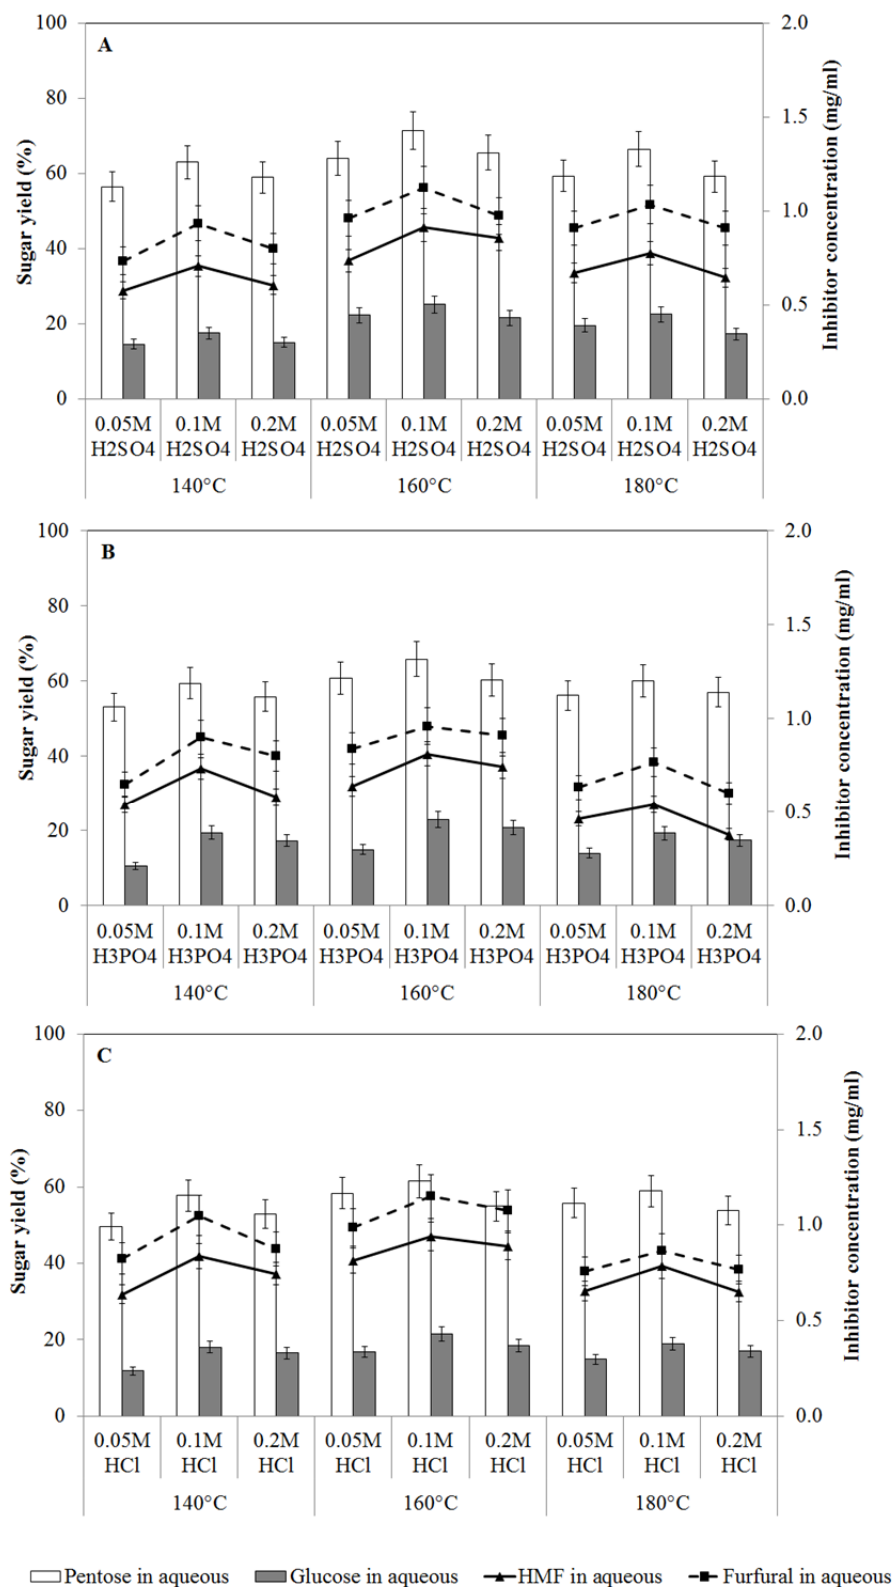 A
Sugar yield (%)
Inhibitor concentration (mg/ml)
100
80
60
40
20
0
2.0
1.5
1.0
0.5
0.0
0.05M 0.1M 0.2M 0.05M 0.1M 0.2M 0.05M 0.1M 0.2M
H2SO4 H2SO4 H2SO4 H2SO4 H2SO4 H2SO4 H2SO4 H2SO4 H2SO4
140°C 160°C 180°C
B
Sugar yield (%)
Inhibitor concentration (mg/ml)
100
80
60
40
20
0
2.0
1.5
1.0
0.5
0.0
0.05M 0.1M 0.2M 0.05M 0.1M 0.2M 0.05M 0.1M 0.2M
H3PO4 H3PO4 H3PO4 H3PO4 H3PO4 H3PO4 H3PO4 H3PO4 H3PO4
140°C 160°C 180°C
C
Sugar yield (%)
Inhibitor concentration (mg/ml)
100
80
60
40
20
0
2.0
1.5
1.0
0.5
0.0
0.05M 0.1M 0.2M 0.05M 0.1M 0.2M 0.05M 0.1M 0.2M
HCl HCl HCl HCl HCl HCl HCl HCl HCl
140°C 160°C 180°C
Pentose in aqueous Glucose in aqueous HMF in aqueous Furfural in aqueous